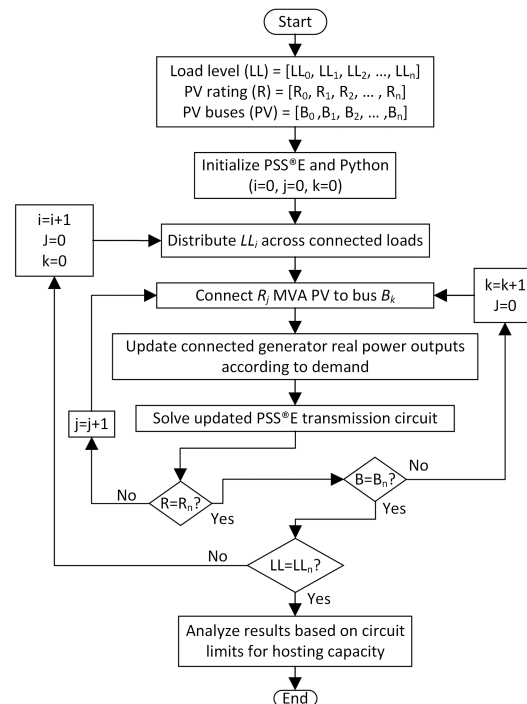 Start
Load level (LL) = [LL₀, LL₁, LL₂, ..., LLₙ]
PV rating (R) = [R₀, R₁, R₂, ... , Rₙ]
PV buses (PV) = [B₀ ,B₁, B₂, ... ,Bₙ]
Initialize PSS®E and Python
(i=0, j=0, k=0)
i=i+1
J=0
k=0
Distribute LLᵢ across connected loads
Connect Rⱼ MVA PV to bus Bₖ
k=k+1
J=0
Update connected generator real power outputs
according to demand
Solve updated PSS®E transmission circuit
j=j+1
No
R=Rₙ?
Yes
B=Bₙ?
No
Yes
No
LL=LLₙ?
Yes
Analyze results based on circuit
limits for hosting capacity
End